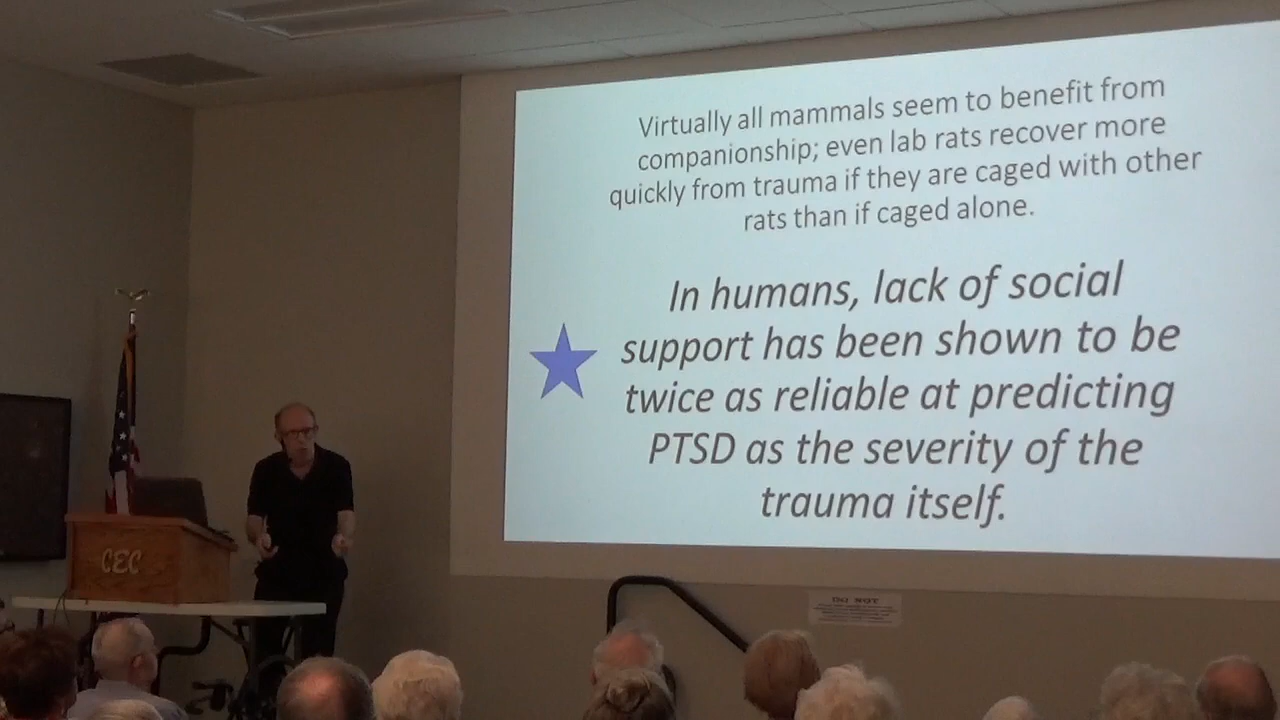 Virtually all mammals seem to benefit from
companionship; even lab rats recover more
quickly from trauma if they are caged with other
rats than if caged alone.
In humans, lack of social
support has been shown to be
twice as reliable at predicting
PTSD as the severity of the
trauma itself.
CEC
DO NOT